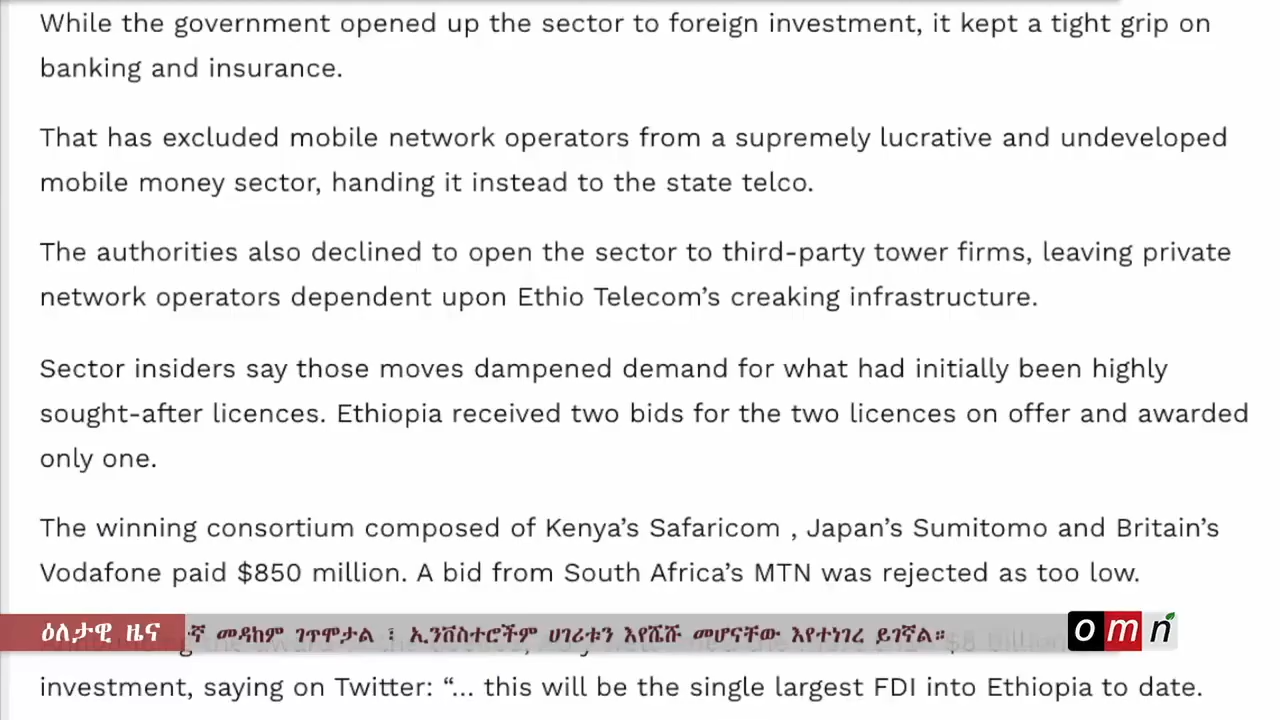 While the government opened up the sector to foreign investment, it kept a tight grip on
banking and insurance.
That has excluded mobile network operators from a supremely lucrative and undeveloped
mobile money sector, handing it instead to the state telco.
The authorities also declined to open the sector to third-party tower firms, leaving private
network operators dependent upon Ethio Telecom’s creaking infrastructure.
Sector insiders say those moves dampened demand for what had initially been highly
sought-after licences. Ethiopia received two bids for the two licences on offer and awarded
only one.
The winning consortium composed of Kenya’s Safaricom , Japan’s Sumitomo and Britain’s
Vodafone paid $850 million. A bid from South Africa’s MTN was rejected as too low.
ዕለታዊ ዜና ኛ መዳከም ገጥሞታል ፤ ኢንቨስተሮችም ሀገሪቱን እየሸሹ መሆናቸው እየተነገረ ይገኛል። omn
$8 billion
investment, saying on Twitter: “… this will be the single largest FDI into Ethiopia to date.